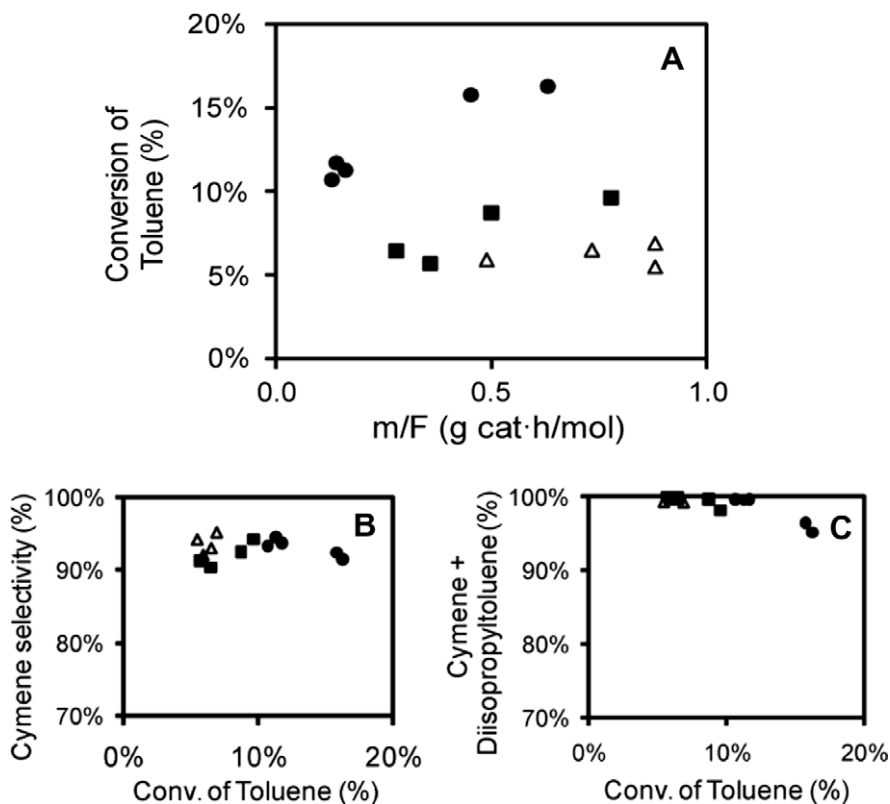 20%
15%
10%
5%
0%
Conversion of
Toluene (%)
A
0.0 0.5 1.0
m/F (g cat·h/mol)
100%
90%
80%
70%
Cymene selectivity (%)
B
0% 10% 20%
Conv. of Toluene (%)
100%
90%
80%
70%
Cymene +
Diisopropyltoluene (%)
C
0% 10% 20%
Conv. of Toluene (%)